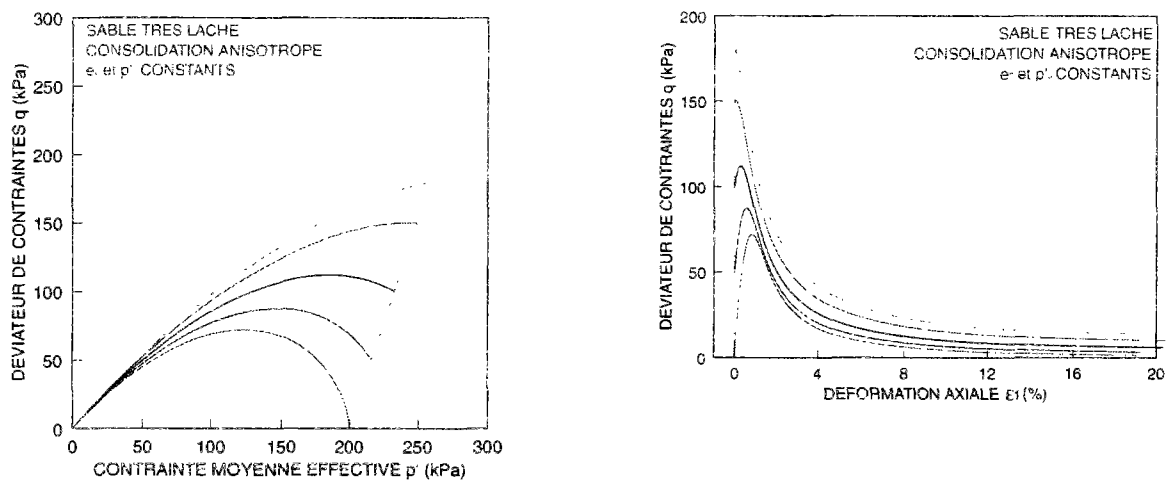 300
250
200
150
100
50
0
DEVIATEUR DE CONTRAINTES q (kPa)
SABLE TRES LACHE
CONSOLIDATION ANISOTROPE
et p' CONSTANTS
0 50 100 150 200 250 300
CONTRAINTE MOYENNE EFFECTIVE p' (kPa)
200
150
100
50
0
DEVIATEUR DE CONTRAINTES q (kPa)
SABLE TRES LACHE
CONSOLIDATION ANISOTROPE
et CONSTANTS
0 4 8 12 16 20
DEFORMATION AXIALE ε1 (%)